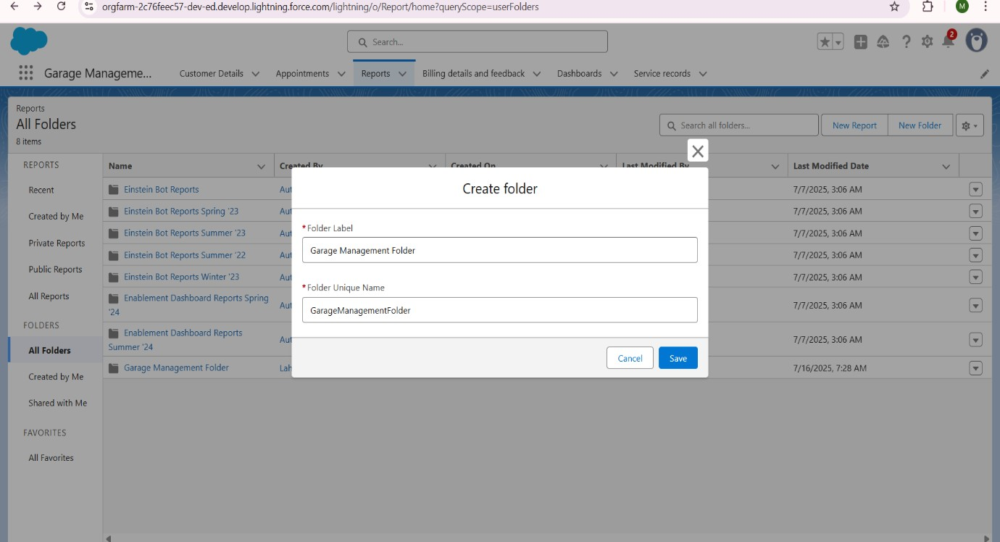 orgfarm-2c76feec57-dev-ed.develop.lightning.force.com/lightning/o/Report/home?queryScope=userFolders
M
Search...
2
Garage Manageme...
Customer Details
Appointments
Reports
Billing details and feedback
Dashboards
Service records
Reports
All Folders
8 items
Search all folders...
New Report
New Folder
REPORTS
Recent
Created by Me
Private Reports
Public Reports
All Reports
FOLDERS
All Folders
Created by Me
Shared with Me
FAVORITES
All Favorites
Name
Created By
Created On
Last Modified By
Last Modified Date
Einstein Bot Reports
Aut
7/7/2025, 3:06 AM
Einstein Bot Reports Spring '23
Aut
7/7/2025, 3:06 AM
Einstein Bot Reports Summer '23
Aut
7/7/2025, 3:06 AM
Einstein Bot Reports Summer '22
Aut
7/7/2025, 3:06 AM
Einstein Bot Reports Winter '23
Aut
7/7/2025, 3:06 AM
Enablement Dashboard Reports Spring
'24
Aut
7/7/2025, 3:06 AM
Enablement Dashboard Reports
Summer '24
Aut
7/7/2025, 3:06 AM
Garage Management Folder
Lah
7/16/2025, 7:28 AM
Create folder
* Folder Label
Garage Management Folder
* Folder Unique Name
GarageManagementFolder
Cancel
Save